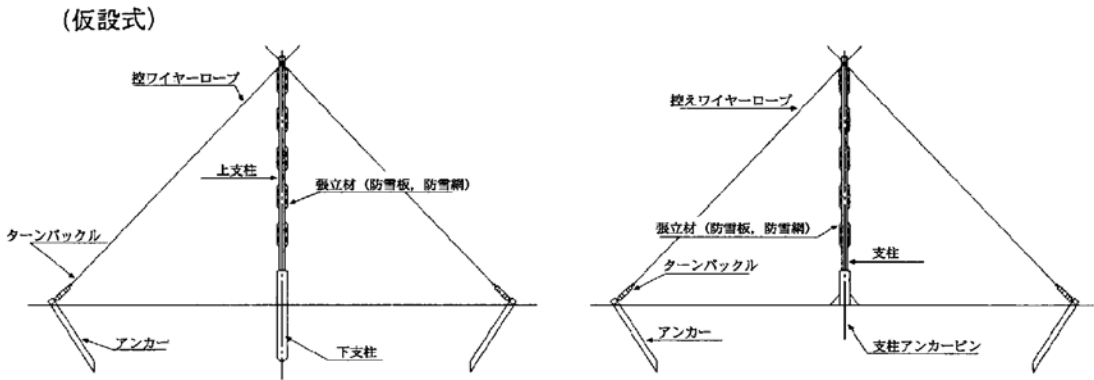 (仮設式)
控ワイヤーロープ
上支柱
張立材 (防雪板, 防雪網)
ターンバックル
アンカー
下支柱
控えワイヤーロープ
張立材 (防雪板, 防雪網)
支柱
ターンバックル
アンカー
支柱アンカーピン